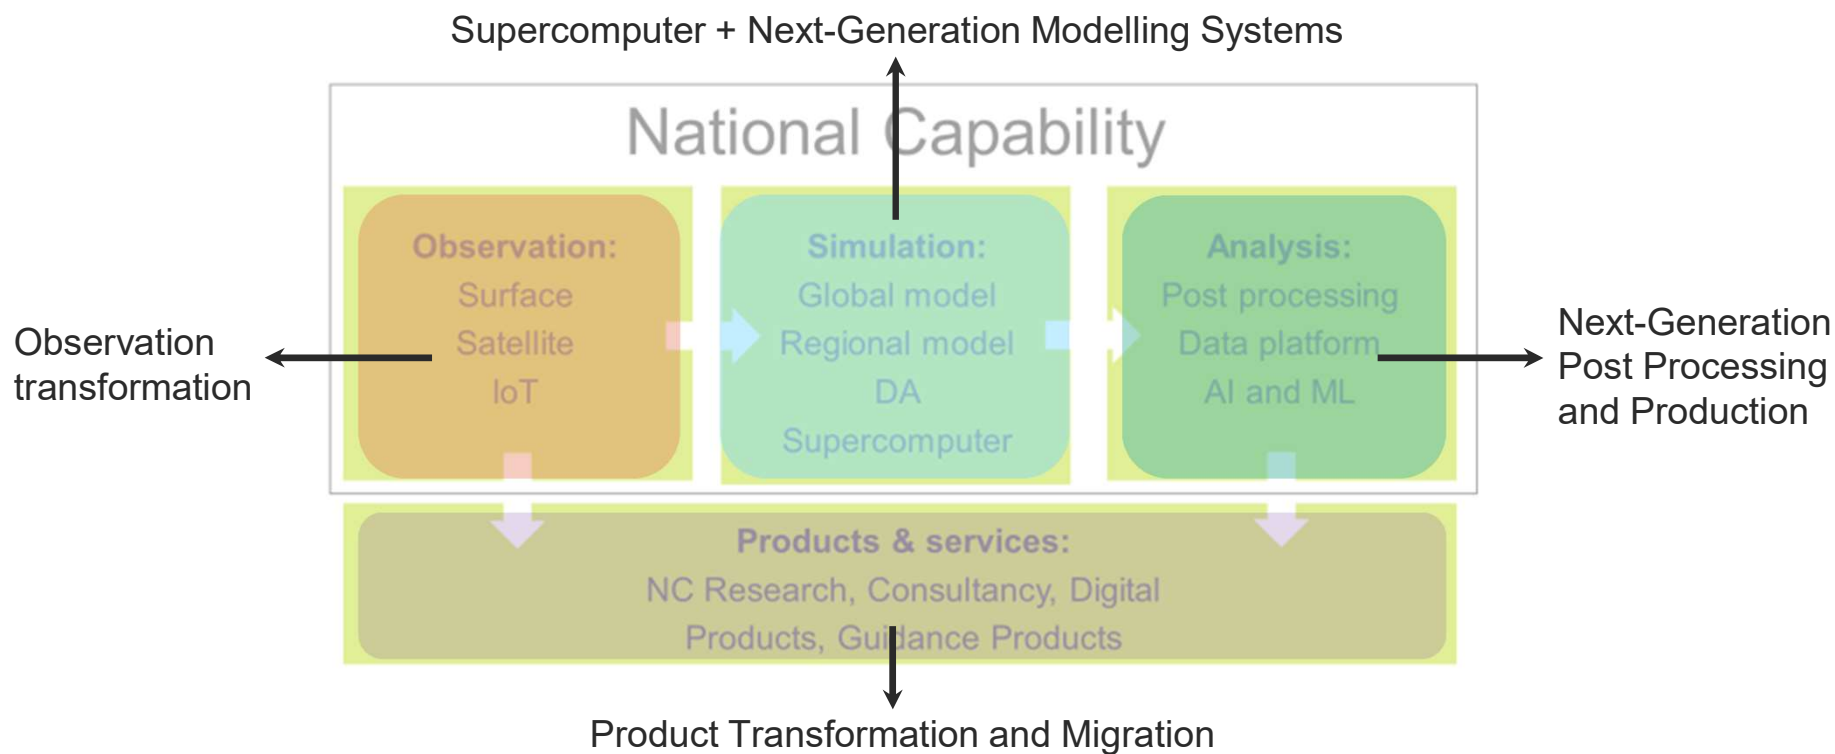 Supercomputer + Next-Generation Modelling Systems
National Capability
Observation:
Surface
Satellite
IoT
Simulation:
Global model
Regional model
DA
Supercomputer
Analysis:
Post processing
Data platform
AI and ML
Observation
transformation
Next-Generation
Post Processing
and Production
Products & services:
NC Research, Consultancy, Digital
Products, Guidance Products
Product Transformation and Migration